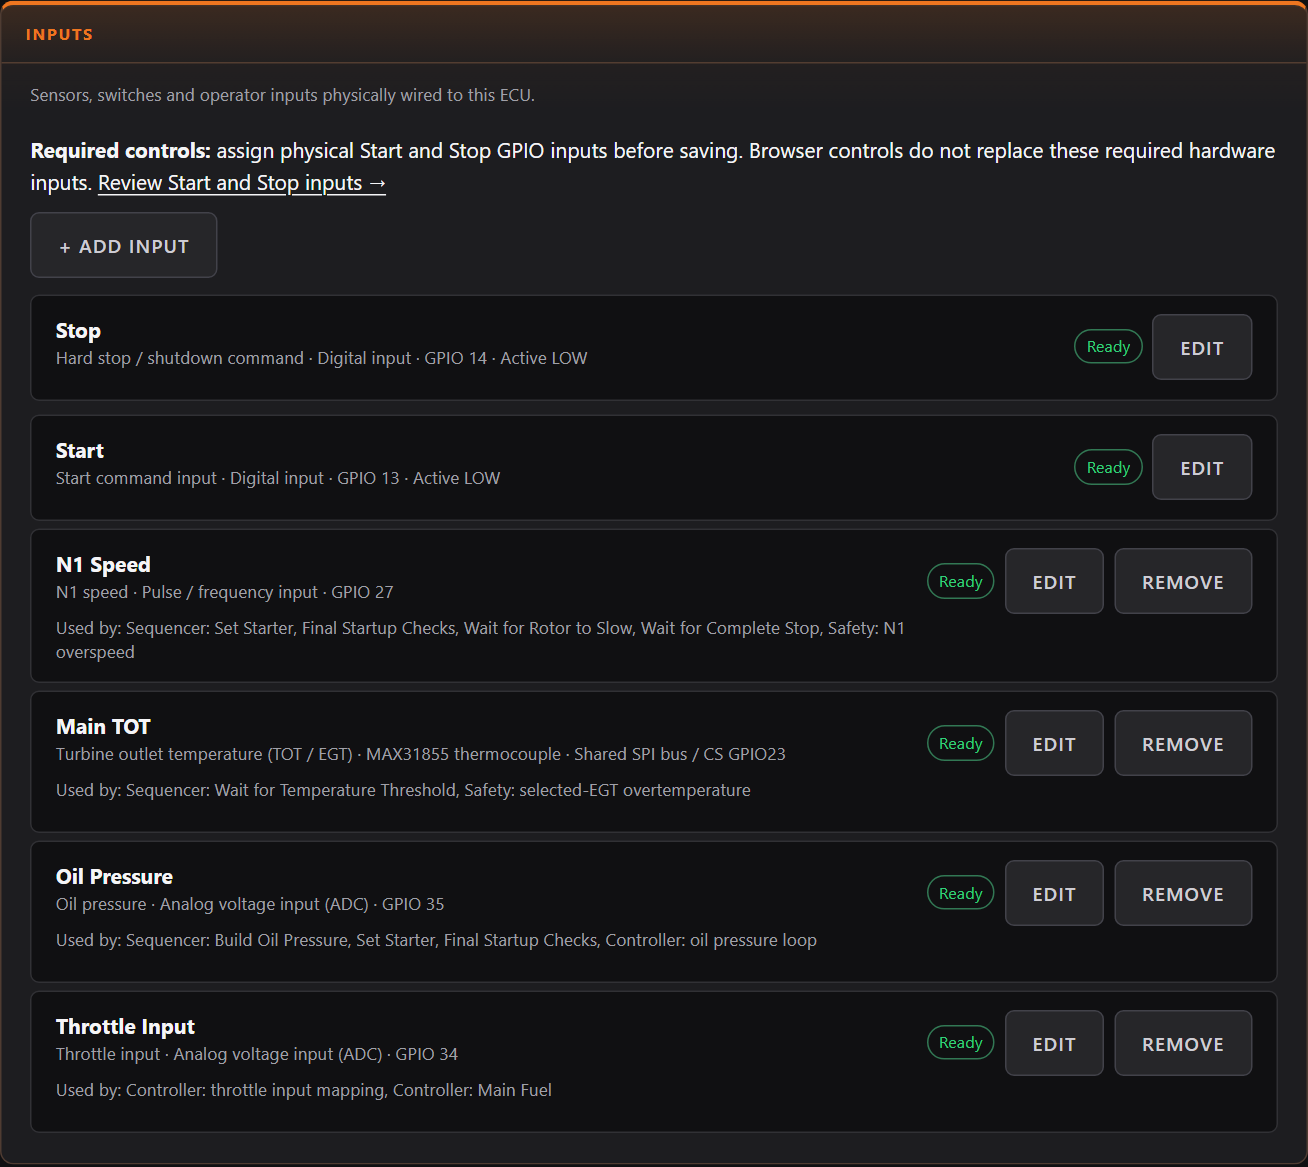 INPUTS
Sensors, switches and operator inputs physically wired to this ECU.
Required controls: assign physical Start and Stop GPIO inputs before saving. Browser controls do not replace these required hardware
inputs. Review Start and Stop inputs →
+ ADD INPUT
Stop
Hard stop / shutdown command · Digital input · GPIO 14 · Active LOW
Ready
EDIT
Start
Start command input · Digital input · GPIO 13 · Active LOW
Ready
EDIT
N1 Speed
N1 speed · Pulse / frequency input · GPIO 27
Used by: Sequencer: Set Starter, Final Startup Checks, Wait for Rotor to Slow, Wait for Complete Stop, Safety: N1
overspeed
Ready
EDIT
REMOVE
Main TOT
Turbine outlet temperature (TOT / EGT) · MAX31855 thermocouple · Shared SPI bus / CS GPIO23
Used by: Sequencer: Wait for Temperature Threshold, Safety: selected-EGT overtemperature
Ready
EDIT
REMOVE
Oil Pressure
Oil pressure · Analog voltage input (ADC) · GPIO 35
Used by: Sequencer: Build Oil Pressure, Set Starter, Final Startup Checks, Controller: oil pressure loop
Ready
EDIT
REMOVE
Throttle Input
Throttle input · Analog voltage input (ADC) · GPIO 34
Used by: Controller: throttle input mapping, Controller: Main Fuel
Ready
EDIT
REMOVE